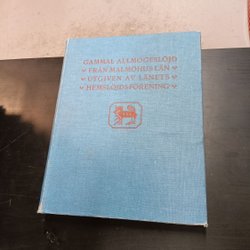 GAMMAL ALLMOGESLÖJD
FRÅN MALMÖHUS LÄN
UTGIVEN AV LÄNETS
HEMSLÖJDSFÖRENING